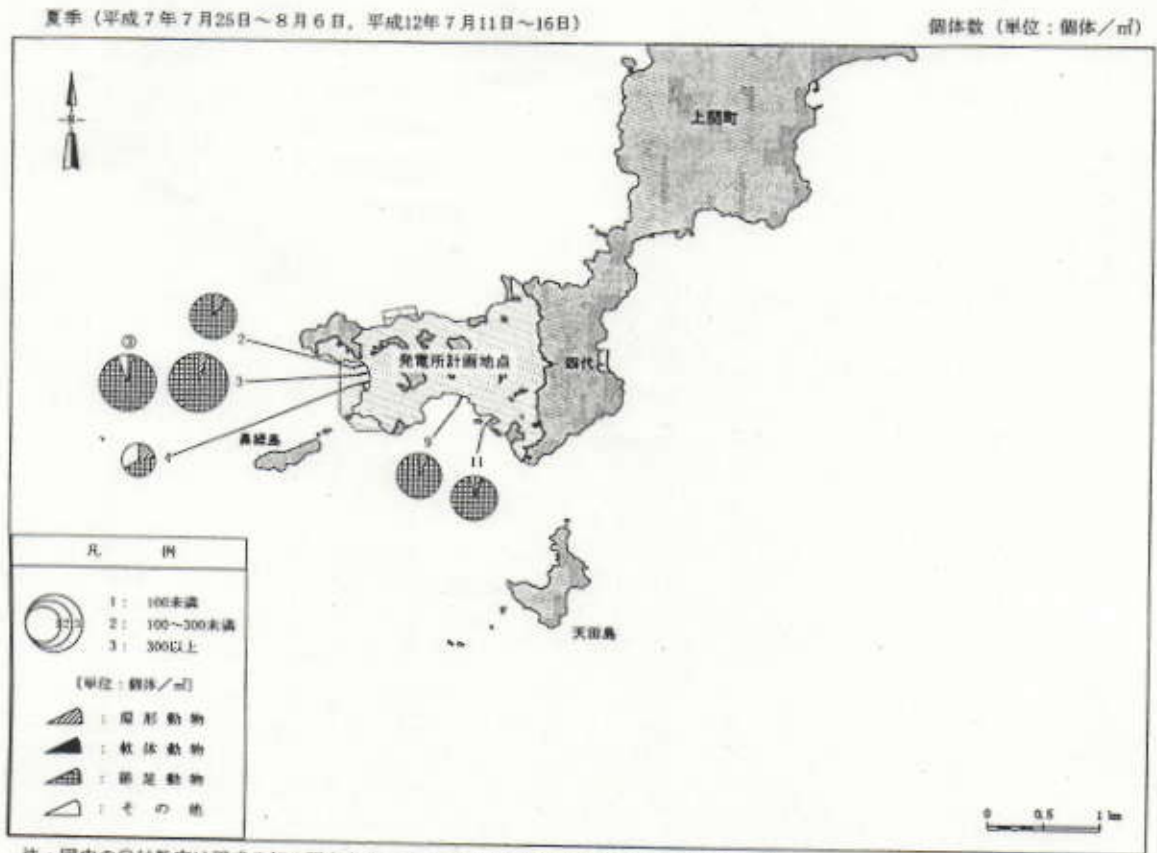 夏季（平成７年７月25日～８月６日，平成12年７月11日～16日）
個体数（単位：個体／㎡）
N
上関町
2
③
3
発電所計画地点
四代
4
鼻繰島
9
11
凡 例
1 2 3
1： 100未満
2： 100～300未満
3： 300以上
［単位：個体／㎡］
： 環 形 動 物
： 軟 体 動 物
： 節 足 動 物
： そ の 他
天田島
0 0.5 1 km